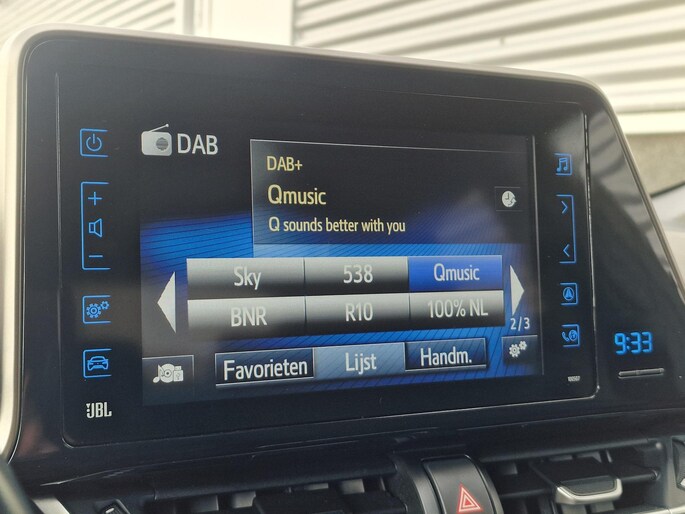 DAB
DAB+
Qmusic
Q sounds better with you
Sky 538 Qmusic
BNR R10 100% NL
2/3
Favorieten Lijst Handm.
9:33
JBL